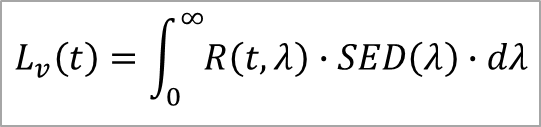 L_v(t) = ∫_0^∞ R(t, λ) · SED(λ) · dλ